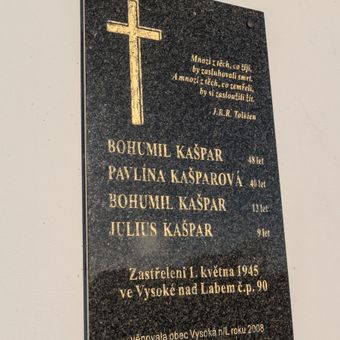 Mnozí z těch, co žijí,
by zasluhovali smrt.
A mnozí z těch, co zemřeli,
by si zasloužili žít.
J.R.R. Tolkien
BOHUMIL KAŠPAR 48 let
PAVLÍNA KAŠPAROVÁ 40 let
BOHUMIL KAŠPAR 13 let
JULIUS KAŠPAR 9 let
Zastřeleni 1. května 1945
ve Vysoké nad Labem č.p. 90
věnovala obec Vysoká n/L roku 2008